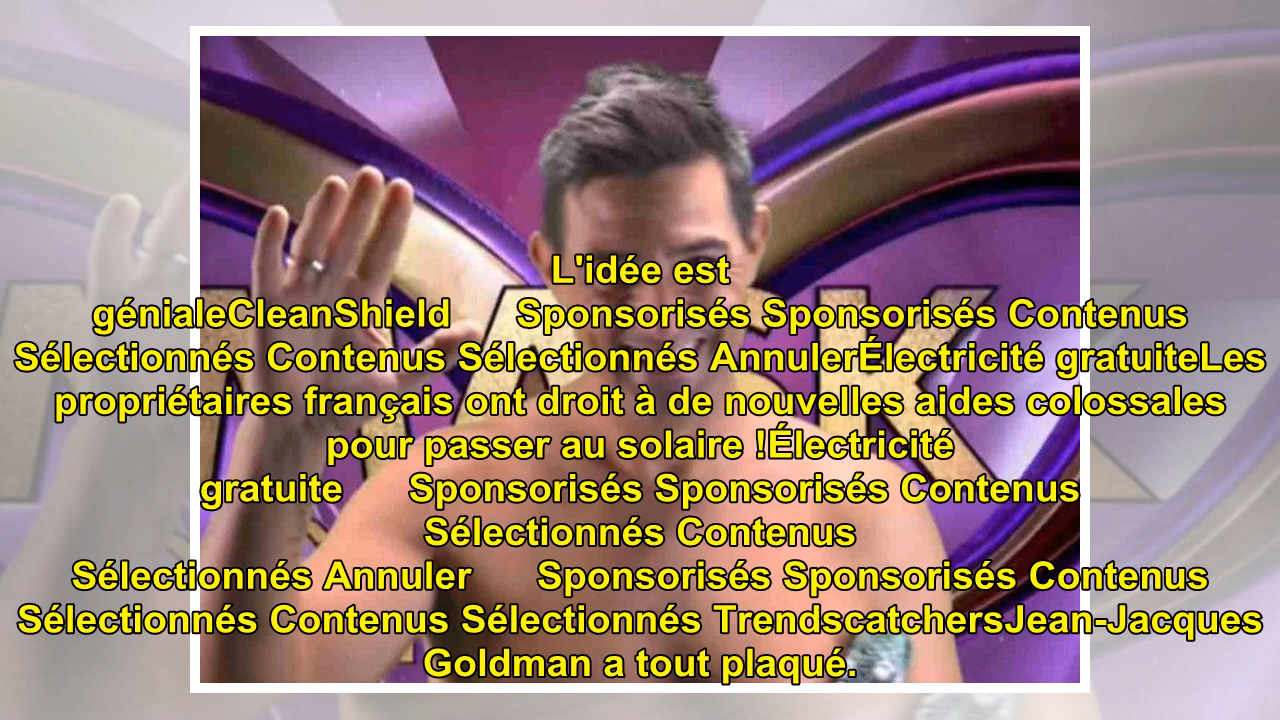 L'idée est
génialeCleanShield Sponsorisés Sponsorisés Contenus
Sélectionnés Contenus Sélectionnés AnnulerÉlectricité gratuiteLes
propriétaires français ont droit à de nouvelles aides colossales
pour passer au solaire !Électricité
gratuite Sponsorisés Sponsorisés Contenus
Sélectionnés Contenus
Sélectionnés Annuler Sponsorisés Sponsorisés Contenus
Sélectionnés Contenus Sélectionnés TrendscatchersJean-Jacques
Goldman a tout plaqué.